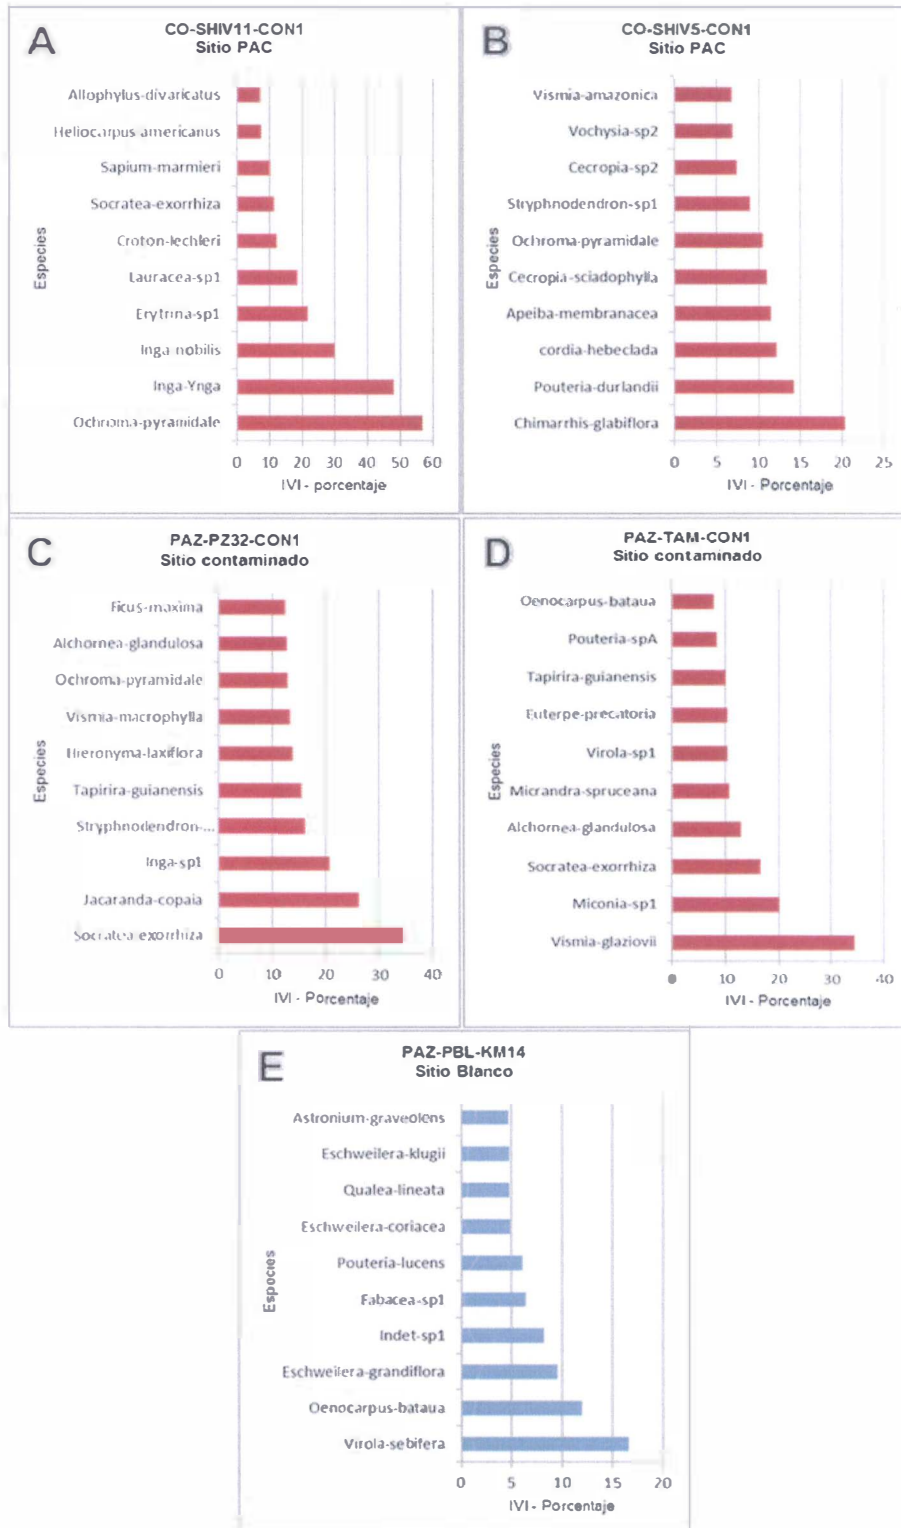 A
CO-SHIV11-CON1
Sitio PAC
Allophylus-divaricatus
Heliocarpus-americanus
Sapium-marmieri
Socratea-exorrhiza
Croton-lechleri
Lauracea-sp1
Erytrina-sp1
Inga-nobilis
Inga-Ynga
Ochroma-pyramidale
Especies
0 10 20 30 40 50 60
IVI - porcentaje
B
CO-SHIV5-CON1
Sitio PAC
Vismia-amazonica
Vochysia-sp2
Cecropia-sp2
Stryphnodendron-sp1
Ochroma-pyramidale
Cecropia-sciadophylla
Apeiba-membranacea
cordia-hebeclada
Pouteria-durlandii
Chimarrhis-glabiflora
Especies
0 5 10 15 20 25
IVI - Porcentaje
C
PAZ-PZ32-CON1
Sitio contaminado
Ficus-maxima
Alchornea-glandulosa
Ochroma-pyramidale
Vismia-macrophylla
Hieronyma-laxiflora
Tapirira-guianensis
Stryphnodendron-...
Inga-sp1
Jacaranda-copaia
Socratea-exorrhiza
Especies
0 10 20 30 40
IVI - Porcentaje
D
PAZ-TAM-CON1
Sitio contaminado
Oenocarpus-bataua
Pouteria-spA
Tapirira-guianensis
Euterpe-precatoria
Virola-sp1
Micrandra-spruceana
Alchornea-glandulosa
Socratea-exorrhiza
Miconia-sp1
Vismia-glaziovii
Especies
0 10 20 30 40
IVI - Porcentaje
E
PAZ-PBL-KM14
Sitio Blanco
Astronium-graveolens
Eschweilera-klugii
Qualea-lineata
Eschweilera-coriacea
Pouteria-lucens
Fabacea-sp1
Indet-sp1
Eschweilera-grandiflora
Oenocarpus-bataua
Virola-sebifera
Especies
0 5 10 15 20
IVI - Porcentaje